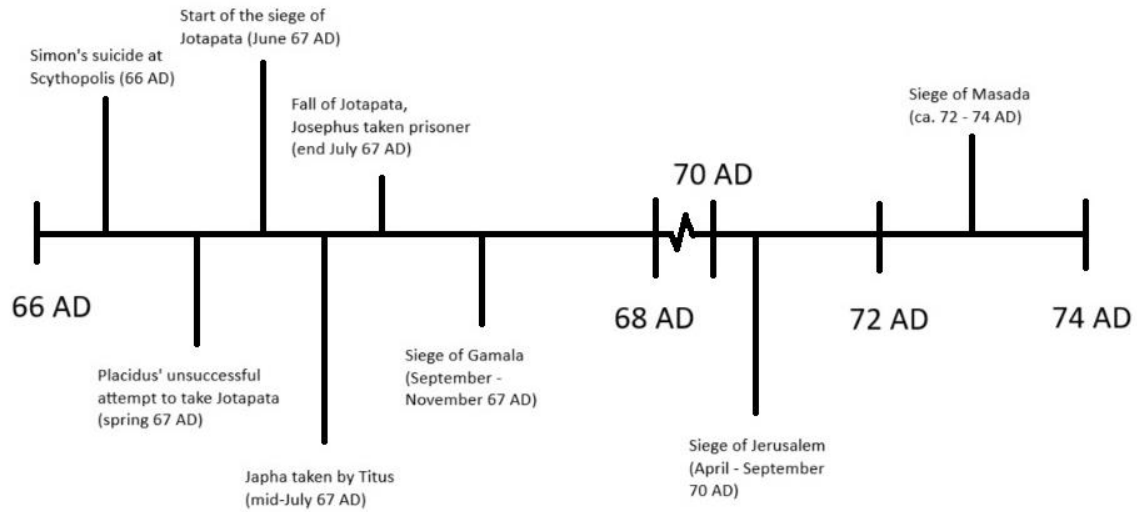 Start of the siege of
Jotapata (June 67 AD)
Simon's suicide at
Scythopolis (66 AD)
Fall of Jotapata,
Josephus taken prisoner
(end July 67 AD)
Siege of Masada
(ca. 72 - 74 AD)
70 AD
66 AD
68 AD
72 AD
74 AD
Placidus' unsuccessful
attempt to take Jotapata
(spring 67 AD)
Siege of Gamala
(September -
November 67 AD)
Japha taken by Titus
(mid-July 67 AD)
Siege of Jerusalem
(April - September
70 AD)